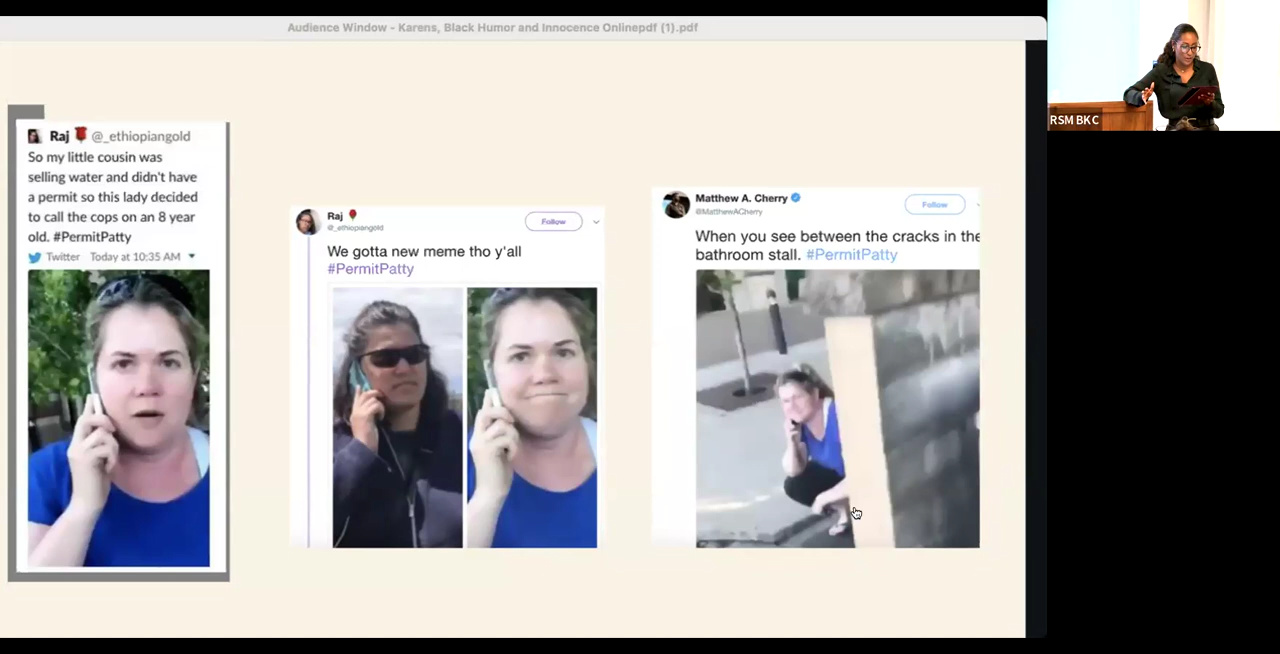 Audience Window - Karens, Black Humor and Innocence Onlinepdf (1).pdf
RSM BKC
Raj @_ethiopiangold
So my little cousin was
selling water and didn't have
a permit so this lady decided
to call the cops on an 8 year
old. #PermitPatty
Twitter Today at 10:35 AM
Raj
@_ethiopiangold
Follow
We gotta new meme tho y'all
#PermitPatty
Matthew A. Cherry
@MatthewACherry
Follow
When you see between the cracks in the
bathroom stall. #PermitPatty